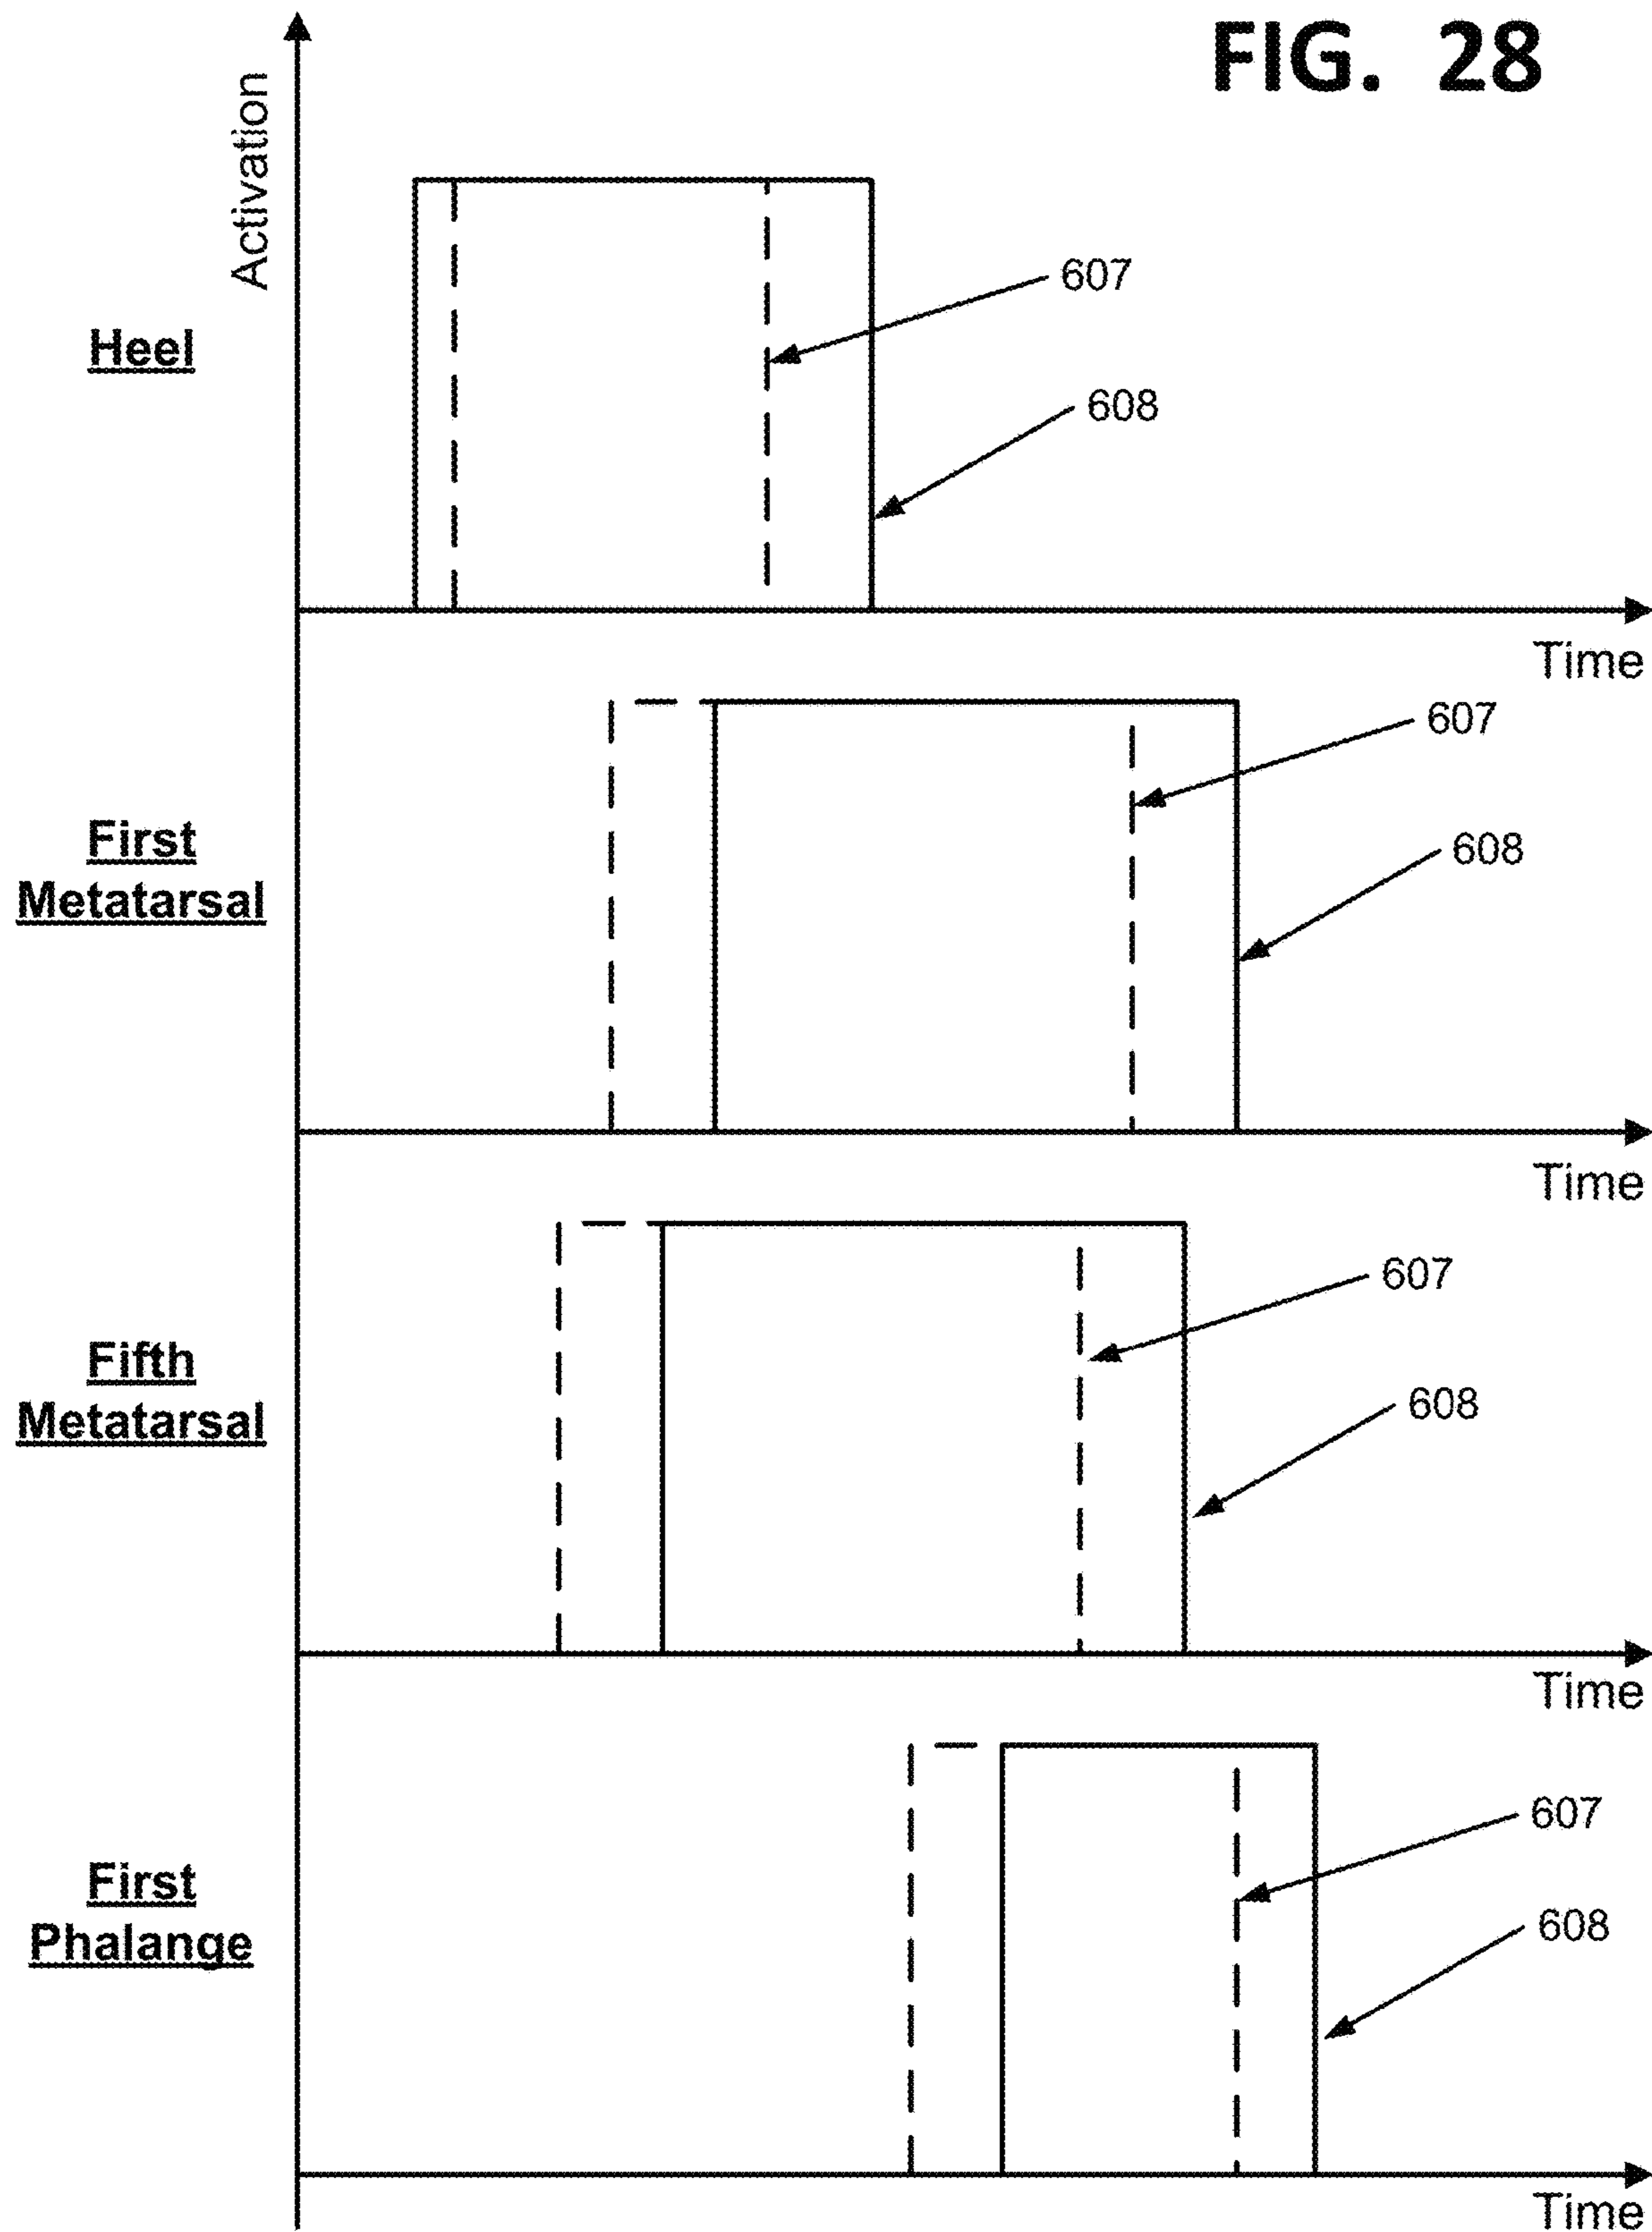 FIG. 28
Activation
Heel
607
608
Time
First
Metatarsal
607
608
Time
Fifth
Metatarsal
607
608
Time
First
Phalange
607
608
Time